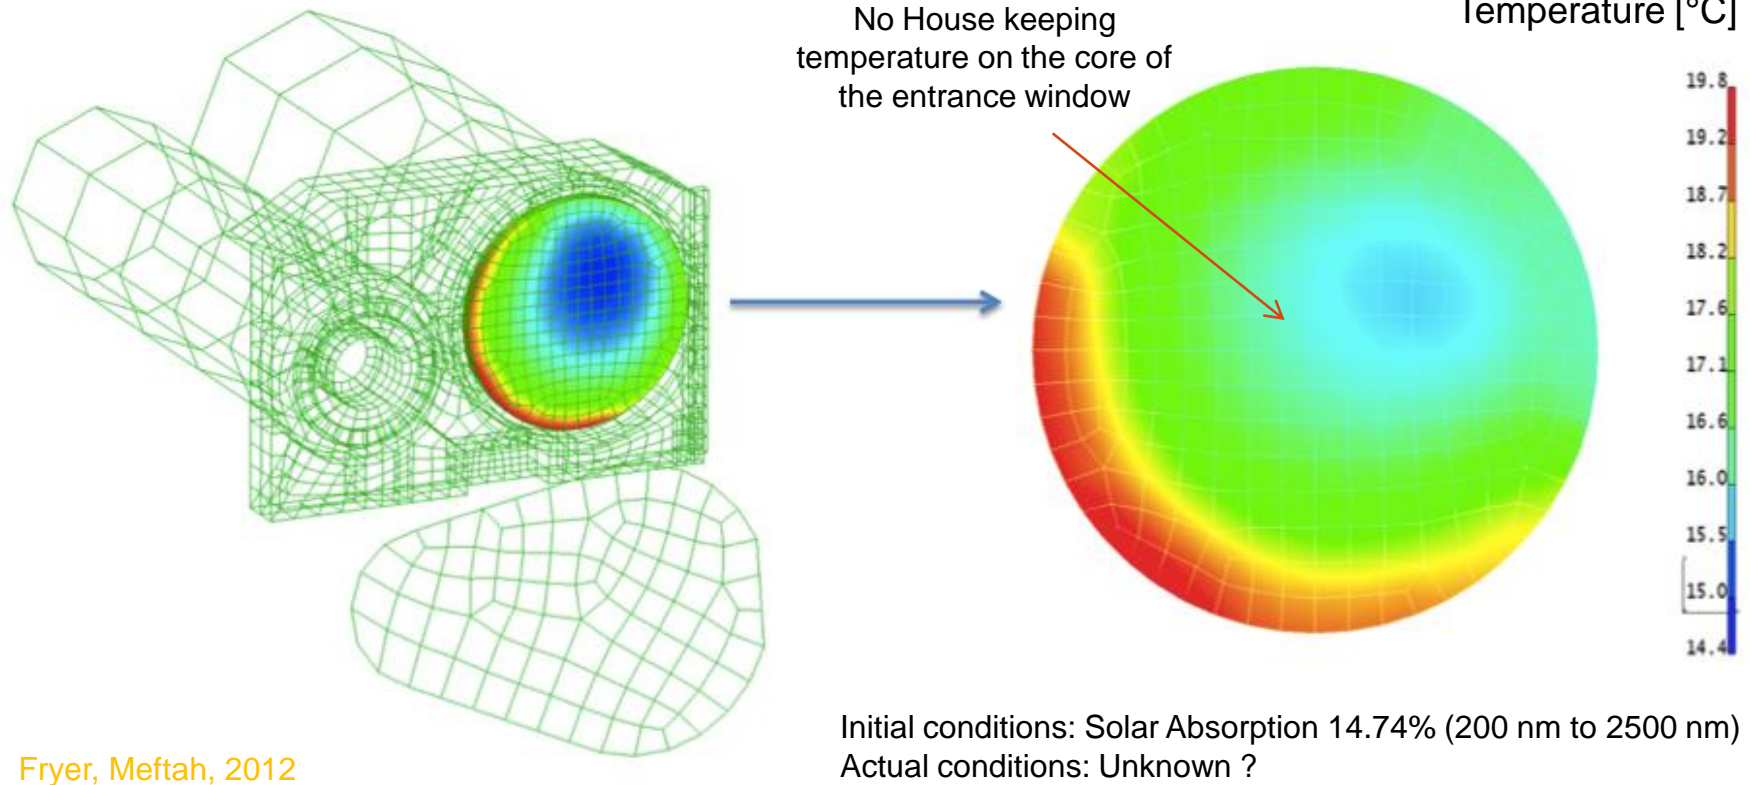 No House keeping
temperature on the core of
the entrance window
Temperature [°C]
19.8
19.2
18.7
18.2
17.6
17.1
16.6
16.0
15.5
15.0
14.4
Initial conditions: Solar Absorption 14.74% (200 nm to 2500 nm)
Actual conditions: Unknown ?
Fryer, Meftah, 2012